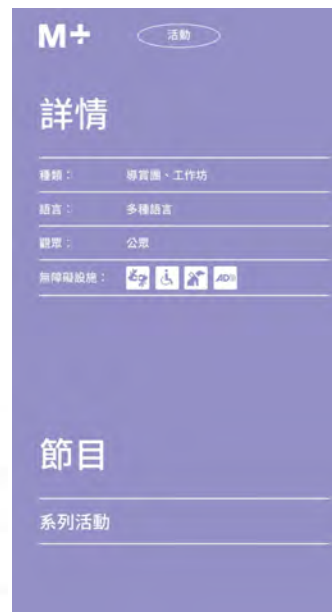 M+ 活動
詳情
種類： 導賞團、工作坊
語言： 多種語言
觀眾： 公眾
無障礙設施： AD
節目
系列活動